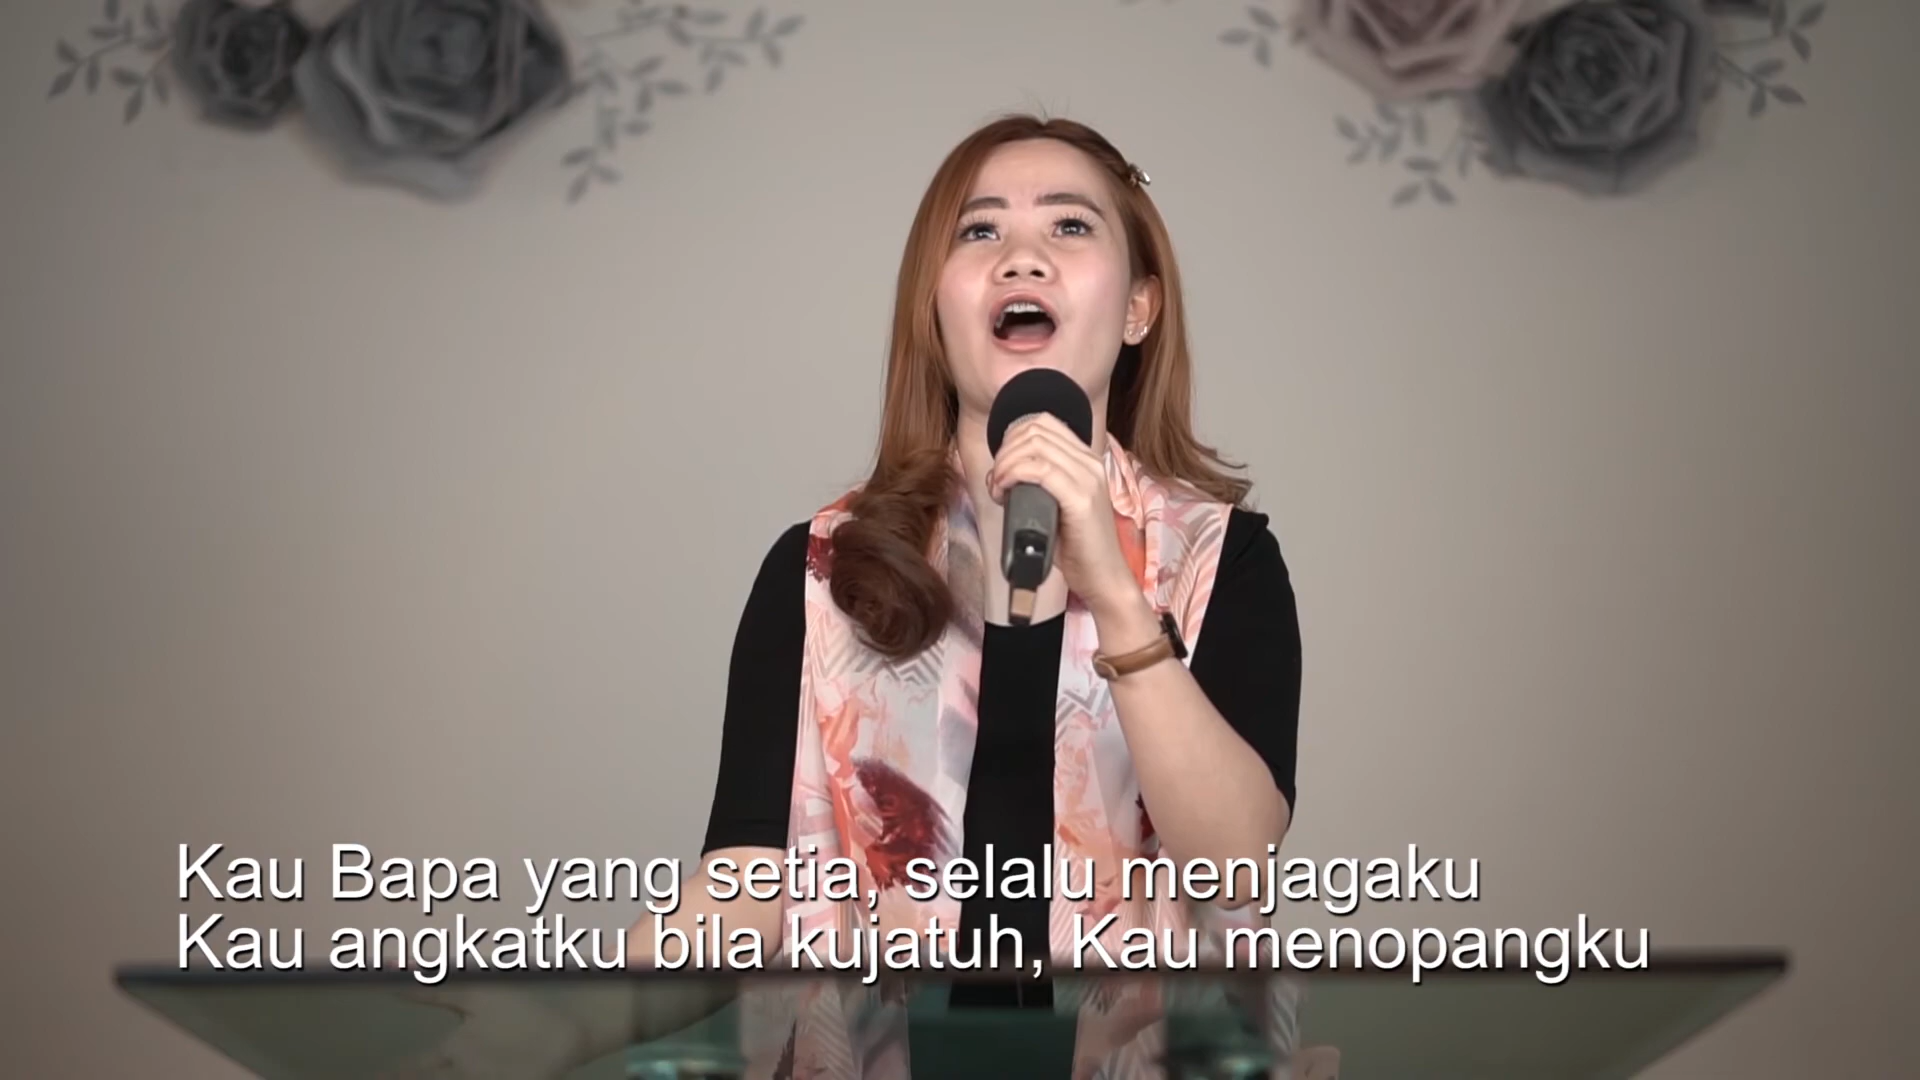 Kau Bapa yang setia, selalu menjagaku
Kau angkatku bila kujatuh, Kau menopangku